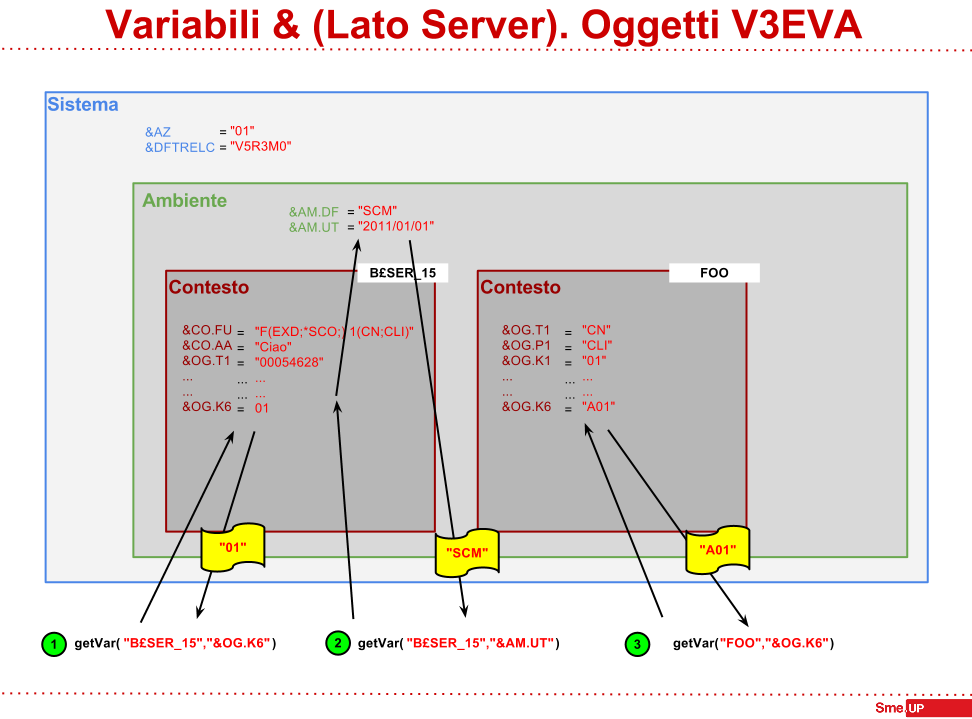 Variabili & (Lato Server). Oggetti V3EVA
Sistema
&AZ = "01"
&DFTRELC = "V5R3M0"
Ambiente
&AM.DF = "SCM"
&AM.UT = "2011/01/01"
B£SER_15
Contesto
&CO.FU = "F(EXD;*SCO;) 1(CN;CLI)"
&CO.AA = "Ciao"
&OG.T1 = "00054628"
... ... ...
... ... ...
&OG.K6 = 01
FOO
Contesto
&OG.T1 = "CN"
&OG.P1 = "CLI"
&OG.K1 = "01"
... ... ...
... ... ...
&OG.K6 = "A01"
"01"
"SCM"
"A01"
1 getVar( "B£SER_15","&OG.K6")
2 getVar( "B£SER_15","&AM.UT")
3 getVar("FOO","&OG.K6")
Sme.UP